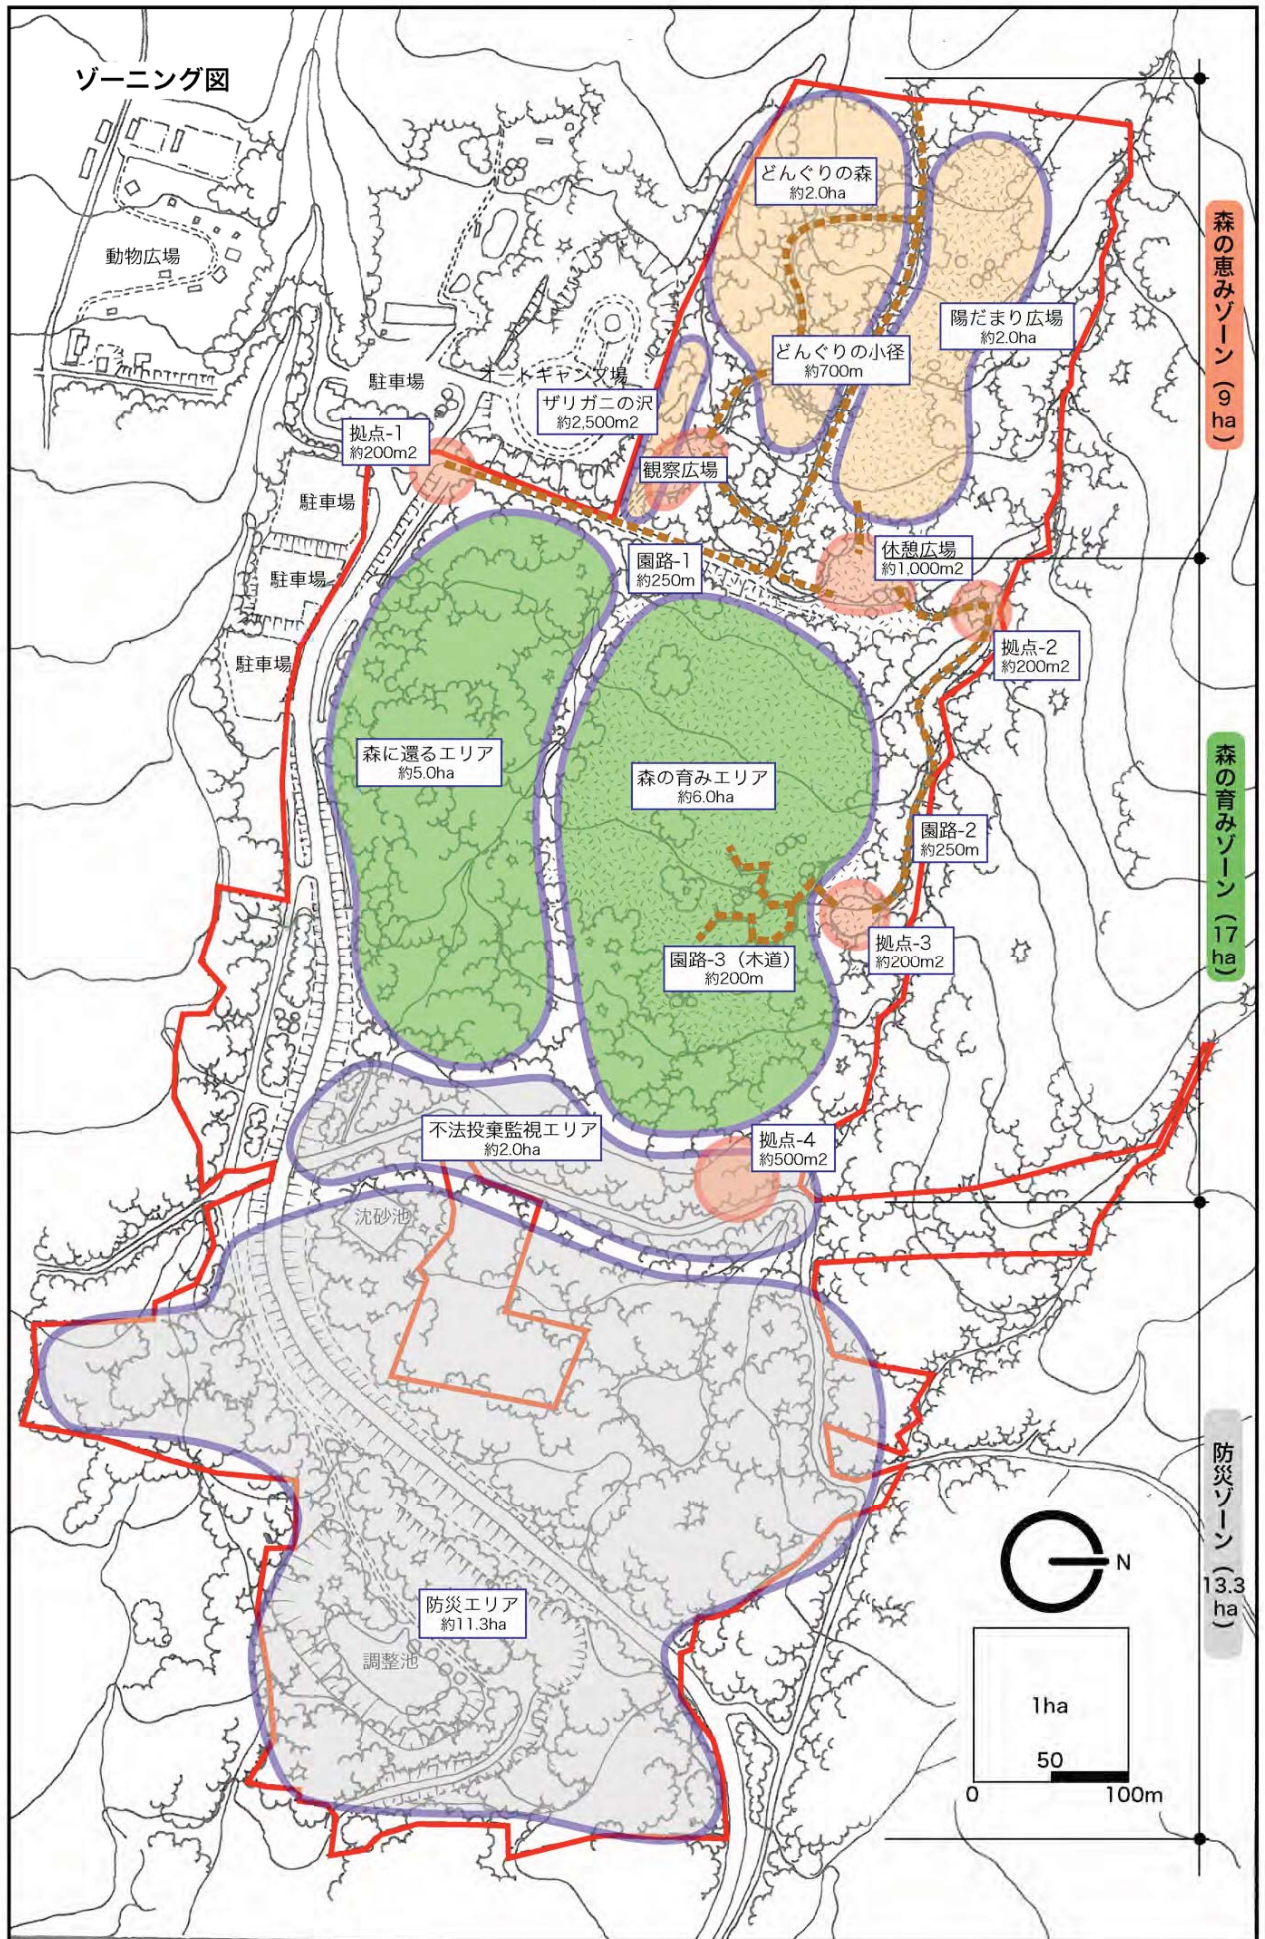 ゾーニング図
動物広場
どんぐりの森
約2.0ha
陽だまり広場
約2.0ha
どんぐりの小径
約700m
駐車場
オートキャンプ場
ザリガニの沢
約2,500m2
拠点-1
約200m2
観察広場
駐車場
園路-1
約250m
休憩広場
約1,000m2
駐車場
拠点-2
約200m2
駐車場
森に還るエリア
約5.0ha
森の育みエリア
約6.0ha
園路-2
約250m
園路-3（木道）
約200m
拠点-3
約200m2
不法投棄監視エリア
約2.0ha
拠点-4
約500m2
沈砂池
防災エリア
約11.3ha
調整池
森の恵みゾーン（9ha）
森の育みゾーン（17ha）
防災ゾーン（13.3ha）
N
1ha
50
0
100m